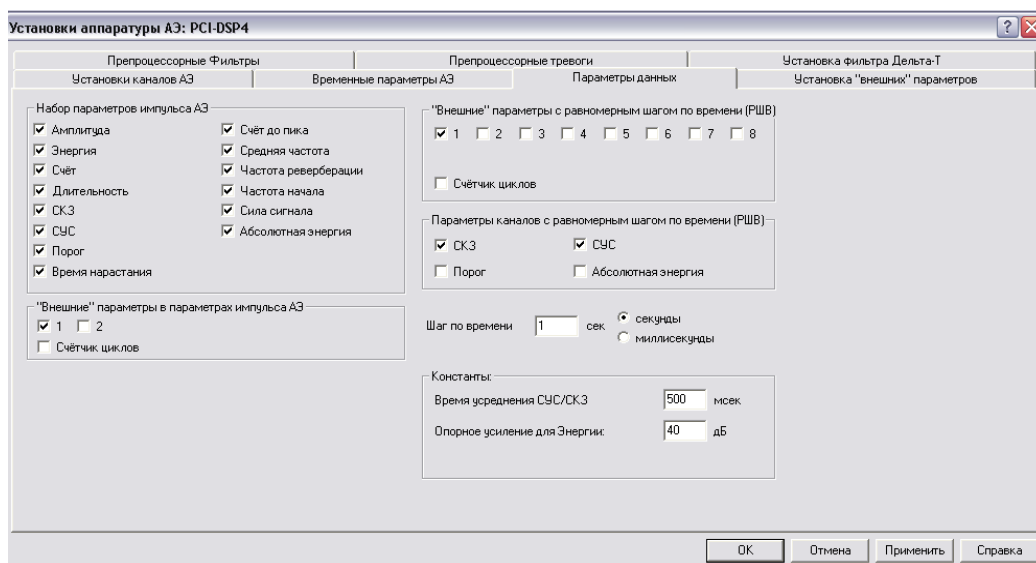 Установки аппаратуры АЭ: PCI-DSP4
Препроцессорные Фильтры
Препроцессорные тревоги
Установка фильтра Дельта-Т
Установки каналов АЭ
Временные параметры АЭ
Параметры данных
Установка "внешних" параметров
Набор параметров импульса АЭ
Амплитуда
Энергия
Счёт
Длительность
СКЗ
СУС
Порог
Время нарастания
Счёт до пика
Средняя частота
Частота реверберации
Частота начала
Сила сигнала
Абсолютная энергия
"Внешние" параметры в параметрах импульса АЭ
1 2
Счётчик циклов
"Внешние" параметры с равномерным шагом по времени (РШВ)
1 2 3 4 5 6 7 8
Счётчик циклов
Параметры каналов с равномерным шагом по времени (РШВ)
СКЗ СУС
Порог Абсолютная энергия
Шаг по времени 1 сек
секунды
миллисекунды
Константы:
Время усреднения СУС/СКЗ 500 мсек
Опорное усиление для Энергии: 40 дБ
OK Отмена Применить Справка